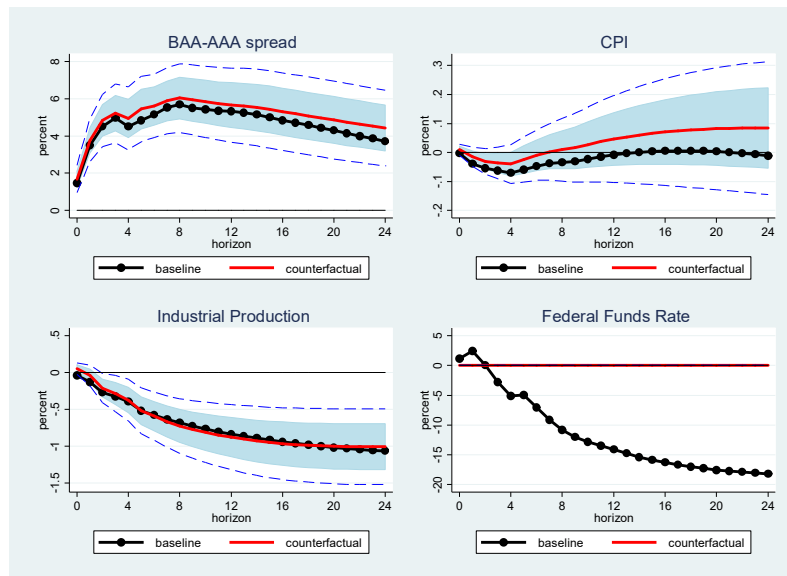 BAA-AAA spread
percent
8
6
4
2
0
0 4 8 12 16 20 24
horizon
baseline counterfactual
CPI
percent
.3
.2
.1
0
-.1
-.2
0 4 8 12 16 20 24
horizon
baseline counterfactual
Industrial Production
percent
.5
0
-.5
-1
-1.5
0 4 8 12 16 20 24
horizon
baseline counterfactual
Federal Funds Rate
percent
5
0
-5
-10
-15
-20
0 4 8 12 16 20 24
horizon
baseline counterfactual